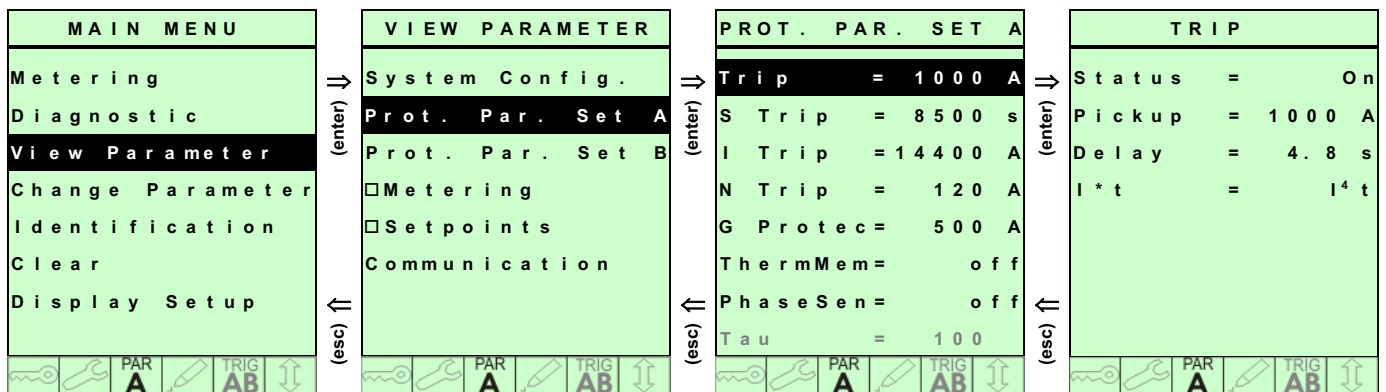 MAIN MENU
Metering
Diagnostic
View Parameter
Change Parameter
Identification
Clear
Display Setup
PAR
A
TRIG
AB
⇒
(enter)
⇐
(esc)
VIEW PARAMETER
System Config.
Prot. Par. Set A
Prot. Par. Set B
□Metering
□Setpoints
Communication
PAR
A
TRIG
AB
⇒
(enter)
⇐
(esc)
PROT. PAR. SET A
Trip = 1000 A
S Trip = 8500 s
I Trip =14400 A
N Trip = 120 A
G Protec= 500 A
ThermMem= off
PhaseSen= off
Tau = 100
PAR
A
TRIG
AB
⇒
(enter)
⇐
(esc)
TRIP
Status = On
Pickup = 1000 A
Delay = 4.8 s
I*t = I⁴t
PAR
A
TRIG
AB